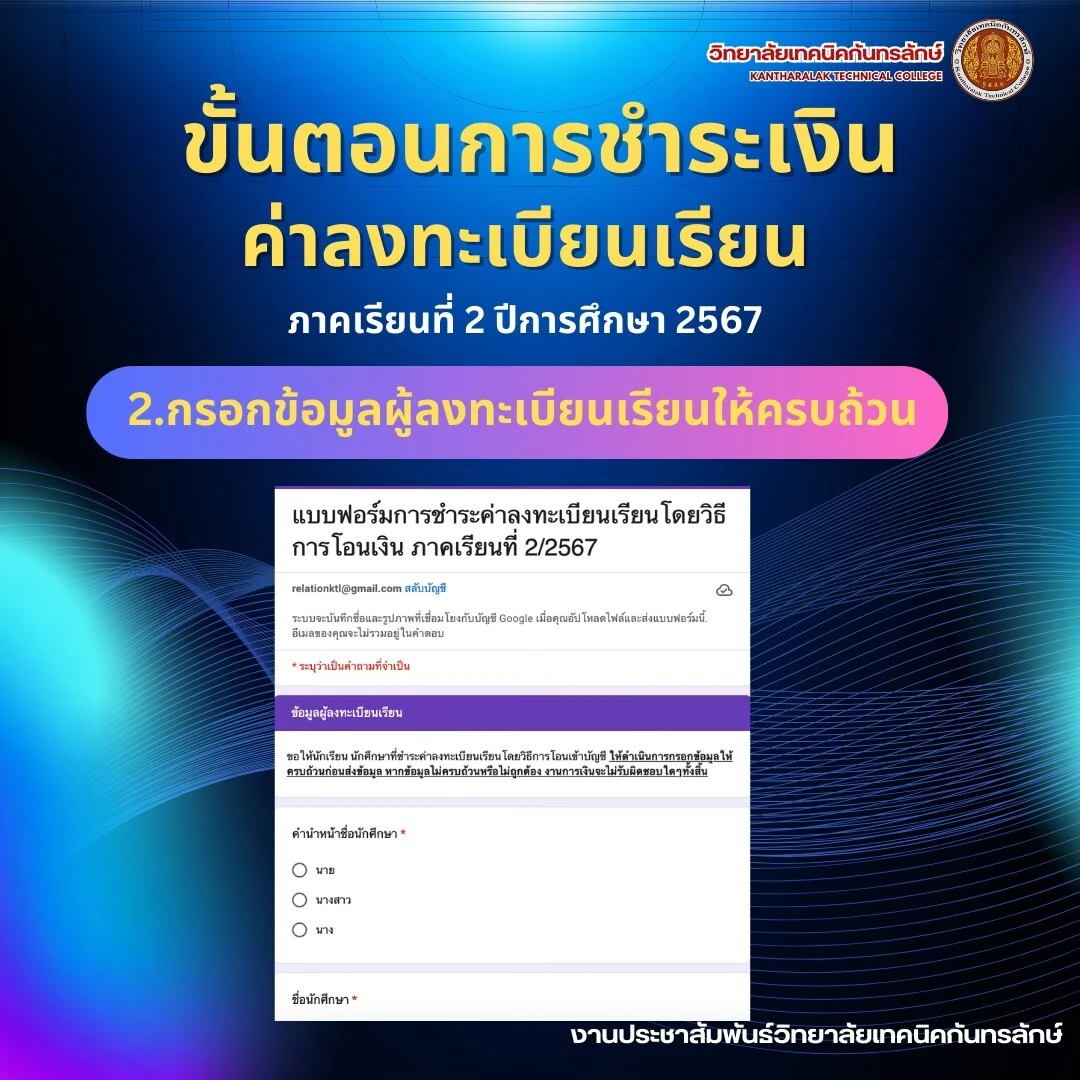 วิทยาลัยเทคนิคกันทรลักษ์
KANTHARALAK TECHNICAL COLLEGE
วิทยาลัยเทคนิคกันทรลักษ์
Kantharalak Technical College
ขั้นตอนการชำระเงิน
ค่าลงทะเบียนเรียน
ภาคเรียนที่ 2 ปีการศึกษา 2567
2.กรอกข้อมูลผู้ลงทะเบียนเรียนให้ครบถ้วน
แบบฟอร์มการชำระค่าลงทะเบียนเรียนโดยวิธี
การโอนเงิน ภาคเรียนที่ 2/2567
relationktl@gmail.com สลับบัญชี
ระบบจะบันทึกชื่อและรูปภาพที่เชื่อมโยงกับบัญชี Google เมื่อคุณอัปโหลดไฟล์และส่งแบบฟอร์มนี้.
อีเมลของคุณจะไม่รวมอยู่ในคำตอบ
* ระบุว่าเป็นคำถามที่จำเป็น
ข้อมูลผู้ลงทะเบียนเรียน
ขอให้นักเรียน นักศึกษาที่ชำระค่าลงทะเบียนเรียนโดยวิธีการโอนเข้าบัญชี ให้ดำเนินการกรอกข้อมูลให้
ครบถ้วนก่อนส่งข้อมูล หากข้อมูลไม่ครบถ้วนหรือไม่ถูกต้อง งานการเงินจะไม่รับผิดชอบใดๆทั้งสิ้น
คำนำหน้าชื่อนักศึกษา *
นาย
นางสาว
นาง
ชื่อนักศึกษา *
งานประชาสัมพันธ์วิทยาลัยเทคนิคกันทรลักษ์